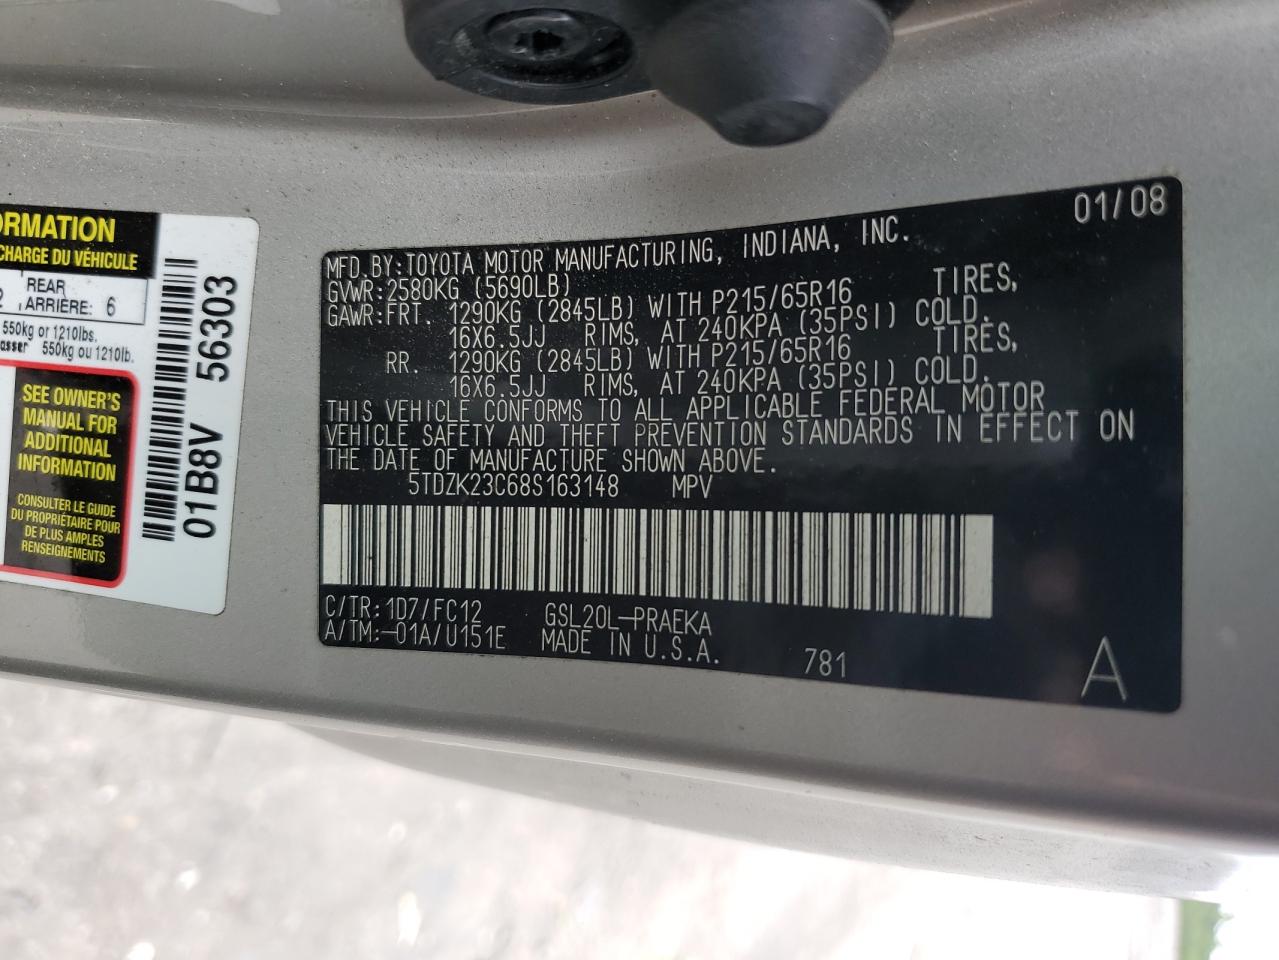 ORMATION
CHARGE DU VÉHICULE
2
REAR
ARRIÈRE: 6
550kg or 1210lbs.
asser 550kg ou 1210lb.
SEE OWNER'S
MANUAL FOR
ADDITIONAL
INFORMATION
CONSULTER LE GUIDE
DU PROPRIÉTAIRE POUR
DE PLUS AMPLES
RENSEIGNEMENTS
01B8V 56303
01/08
MFD.BY:TOYOTA MOTOR MANUFACTURING, INDIANA, INC.
GVWR:2580KG (5690LB)
GAWR:FRT. 1290KG (2845LB) WITH P215/65R16 TIRES,
16X6.5JJ RIMS, AT 240KPA (35PSI) COLD.
RR. 1290KG (2845LB) WITH P215/65R16 TIRES,
16X6.5JJ RIMS, AT 240KPA (35PSI) COLD.
THIS VEHICLE CONFORMS TO ALL APPLICABLE FEDERAL MOTOR
VEHICLE SAFETY AND THEFT PREVENTION STANDARDS IN EFFECT ON
THE DATE OF MANUFACTURE SHOWN ABOVE.
5TDZK23C68S163148 MPV
C/TR:1D7/FC12 GSL20L-PRAEKA
A/TM:-01A/U151E MADE IN U.S.A. 781 A